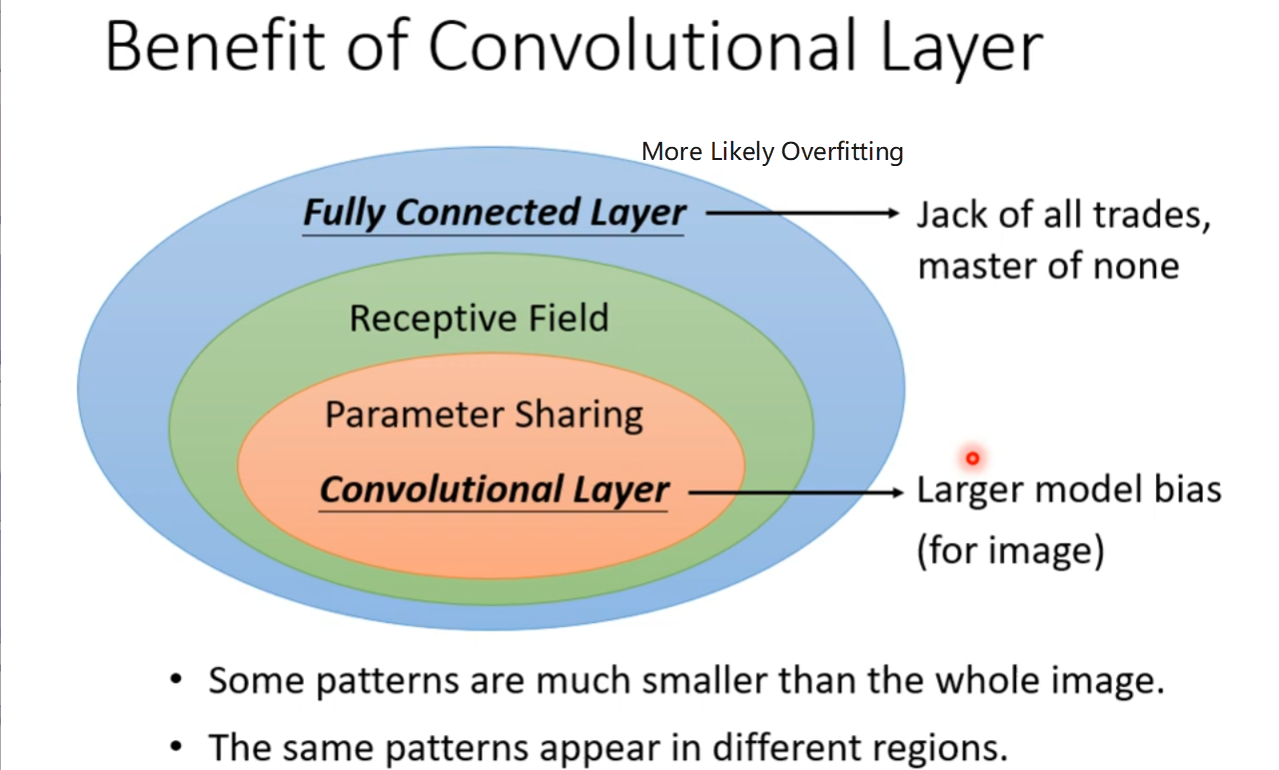 Benefit of Convolutional Layer
More Likely Overfitting
Fully Connected Layer
Jack of all trades,
master of none
Receptive Field
Parameter Sharing
Convolutional Layer
Larger model bias
(for image)
• Some patterns are much smaller than the whole image.
• The same patterns appear in different regions.